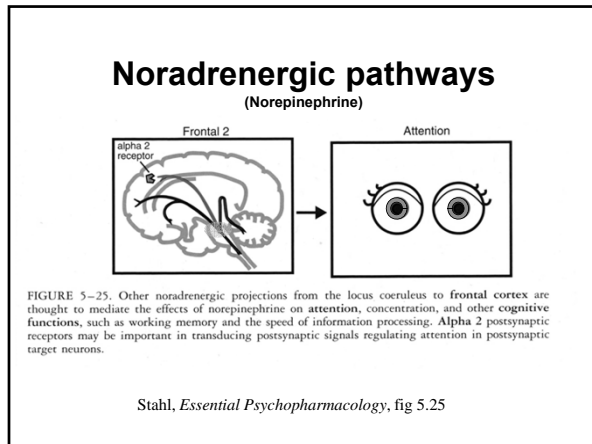 Noradrenergic pathways
(Norepinephrine)
Frontal 2
alpha 2
receptor
Attention
FIGURE 5–25. Other noradrenergic projections from the locus coeruleus to frontal cortex are
thought to mediate the effects of norepinephrine on attention, concentration, and other cognitive
functions, such as working memory and the speed of information processing. Alpha 2 postsynaptic
receptors may be important in transducing postsynaptic signals regulating attention in postsynaptic
target neurons.
Stahl, Essential Psychopharmacology, fig 5.25